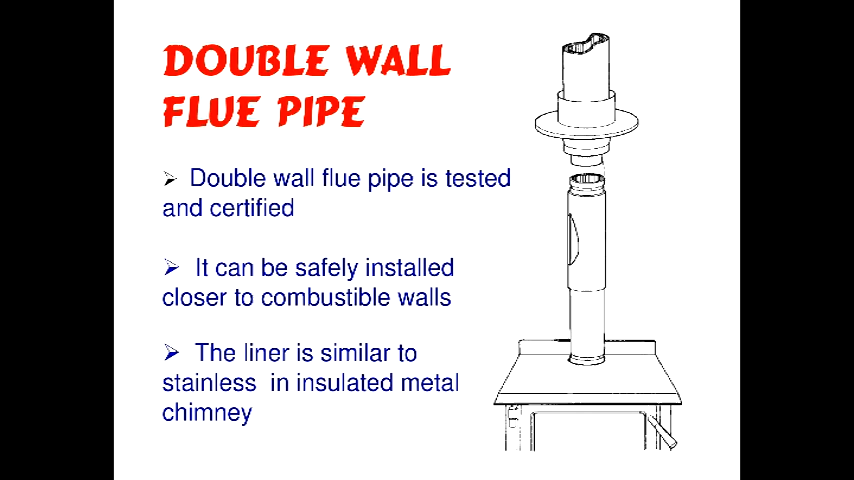 DOUBLE WALL
FLUE PIPE
➢ Double wall flue pipe is tested
and certified
➢ It can be safely installed
closer to combustible walls
➢ The liner is similar to
stainless in insulated metal
chimney